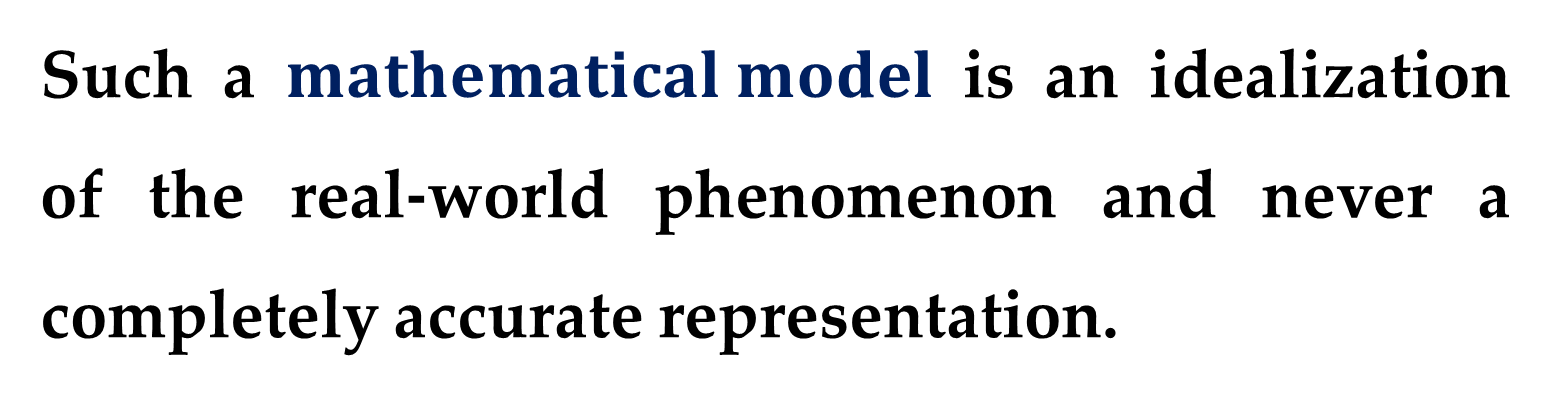 Such a mathematical model is an idealization
of the real-world phenomenon and never a
completely accurate representation.